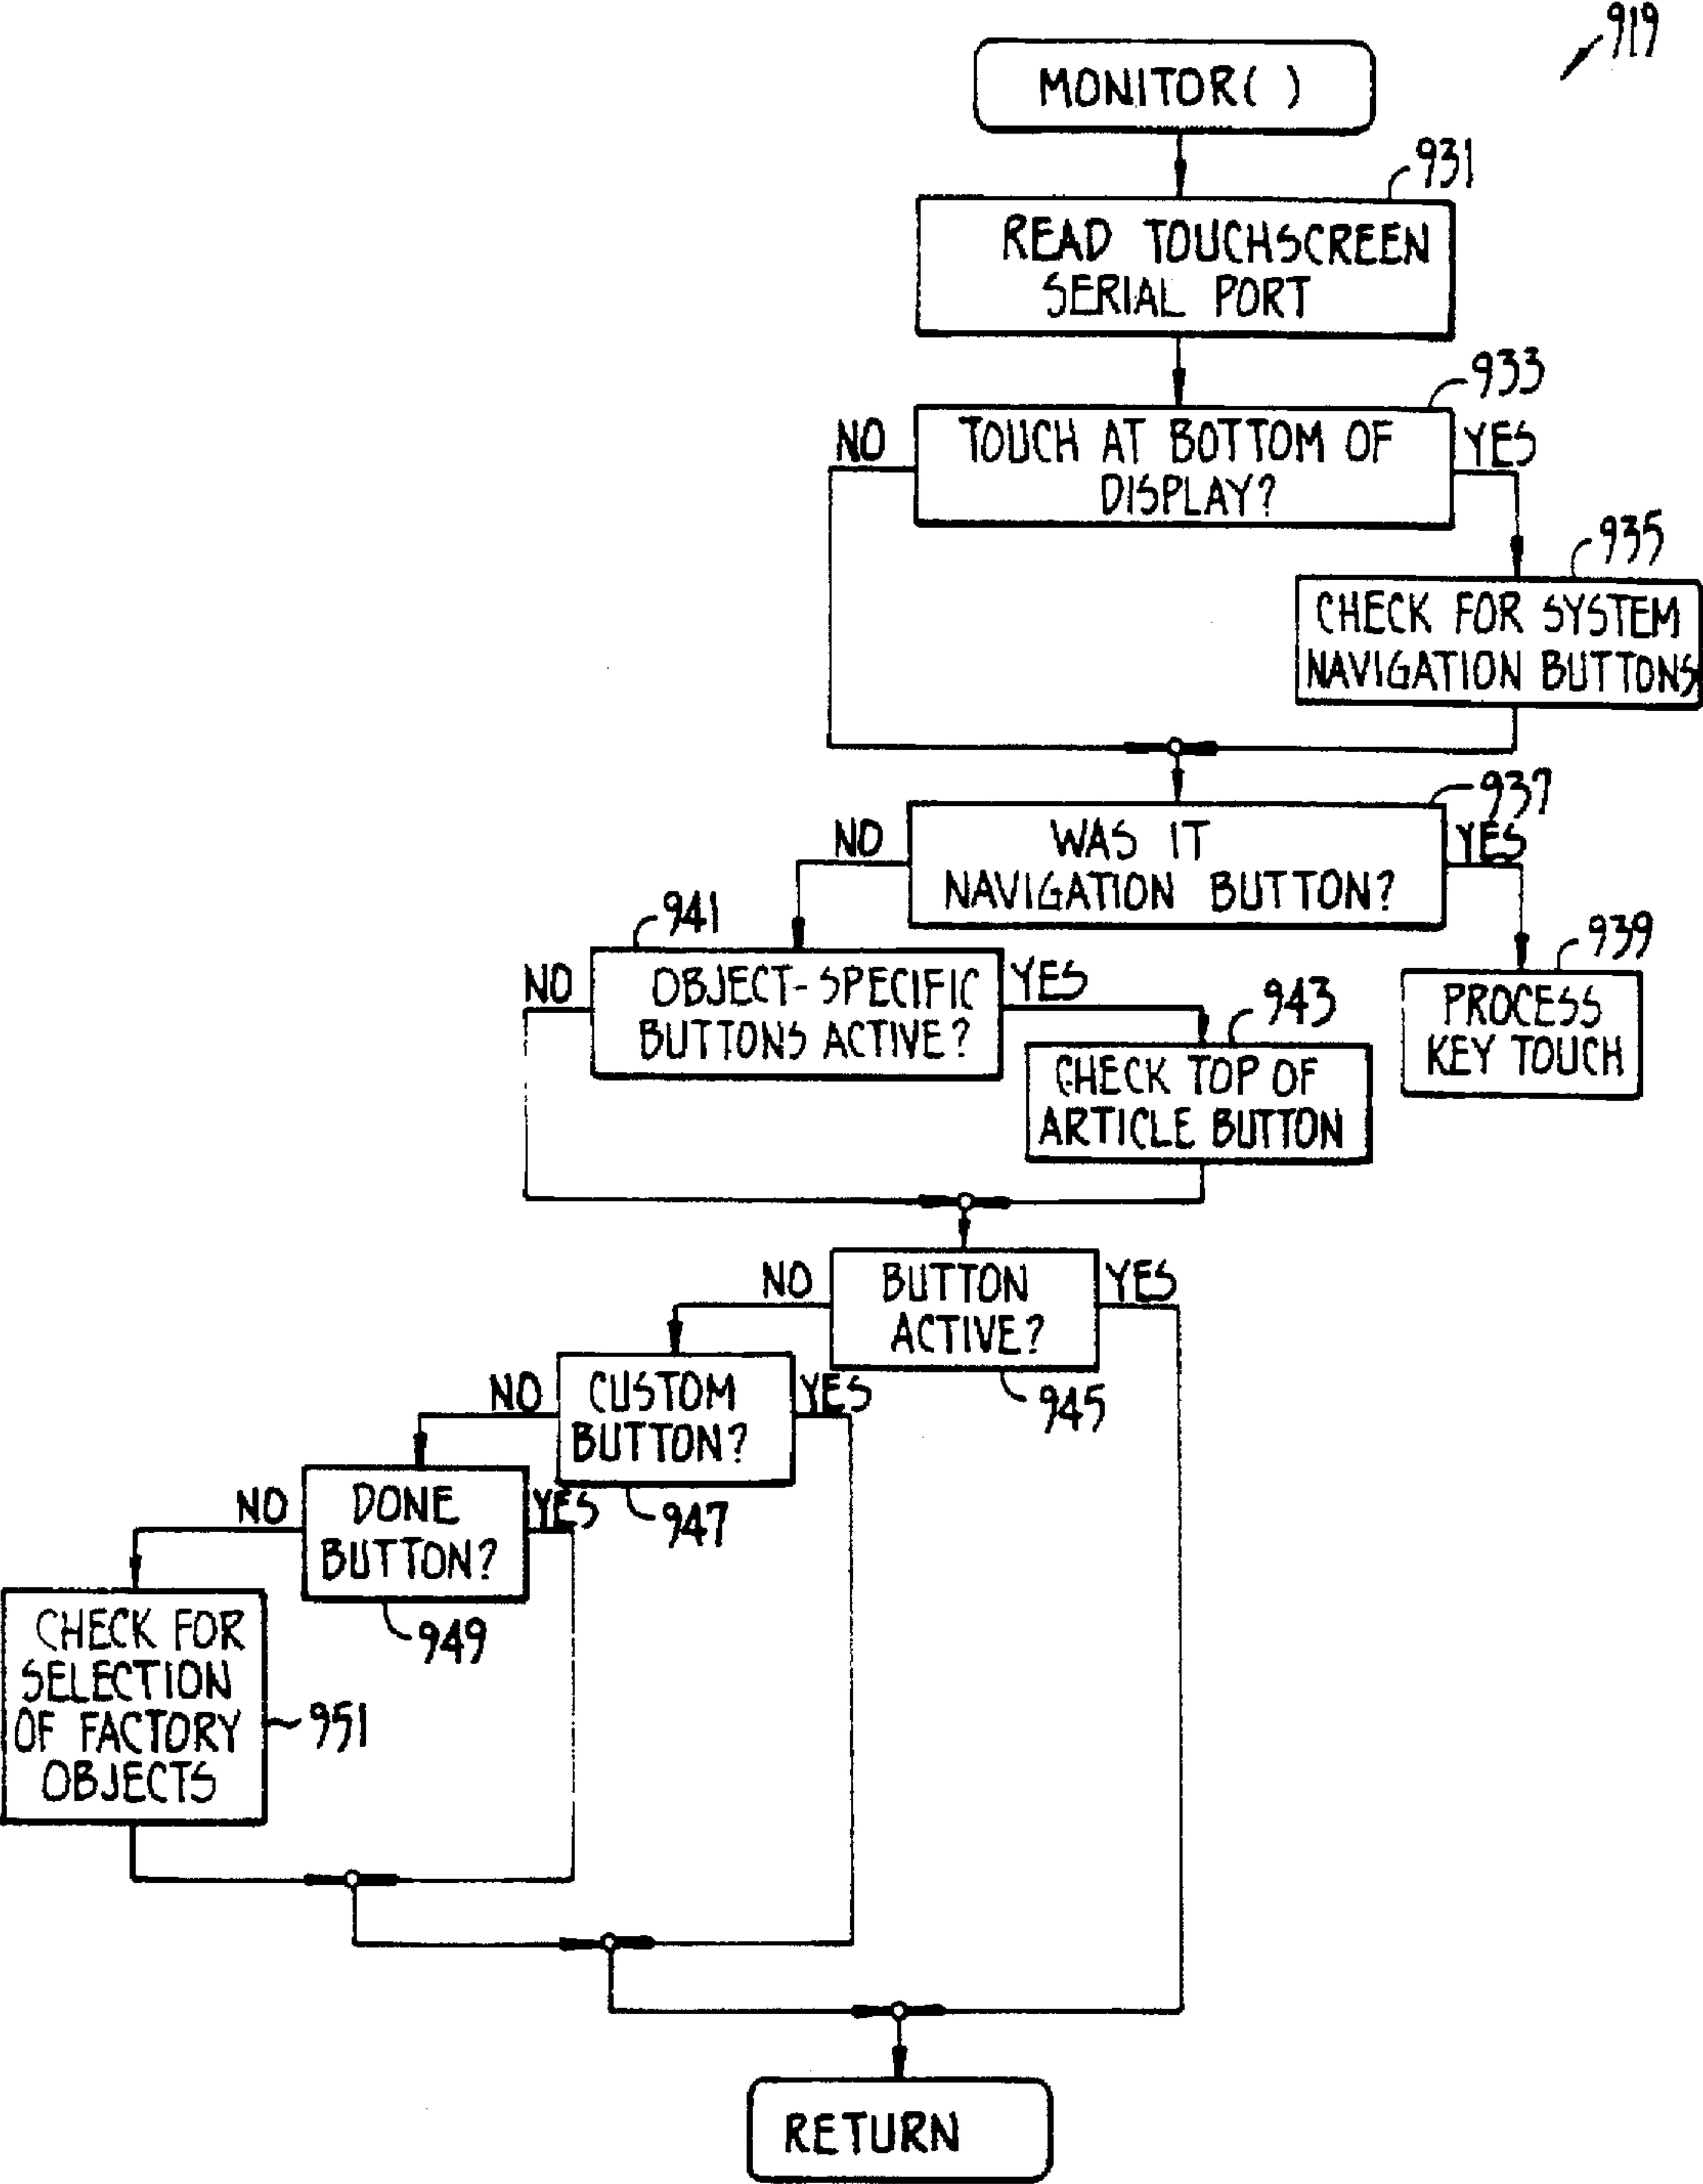 919
MONITOR( )
931
READ TOUCHSCREEN
SERIAL PORT
933
NO
TOUCH AT BOTTOM OF
DISPLAY?
YES
935
CHECK FOR SYSTEM
NAVIGATION BUTTONS
937
NO
WAS IT
NAVIGATION BUTTON?
YES
941
939
NO
OBJECT-SPECIFIC
BUTTONS ACTIVE?
YES
943
PROCESS
KEY TOUCH
CHECK TOP OF
ARTICLE BUTTON
NO
BUTTON
ACTIVE?
YES
945
NO
CUSTOM
BUTTON?
YES
947
NO
DONE
BUTTON?
YES
949
CHECK FOR
SELECTION
OF FACTORY
OBJECTS
951
RETURN